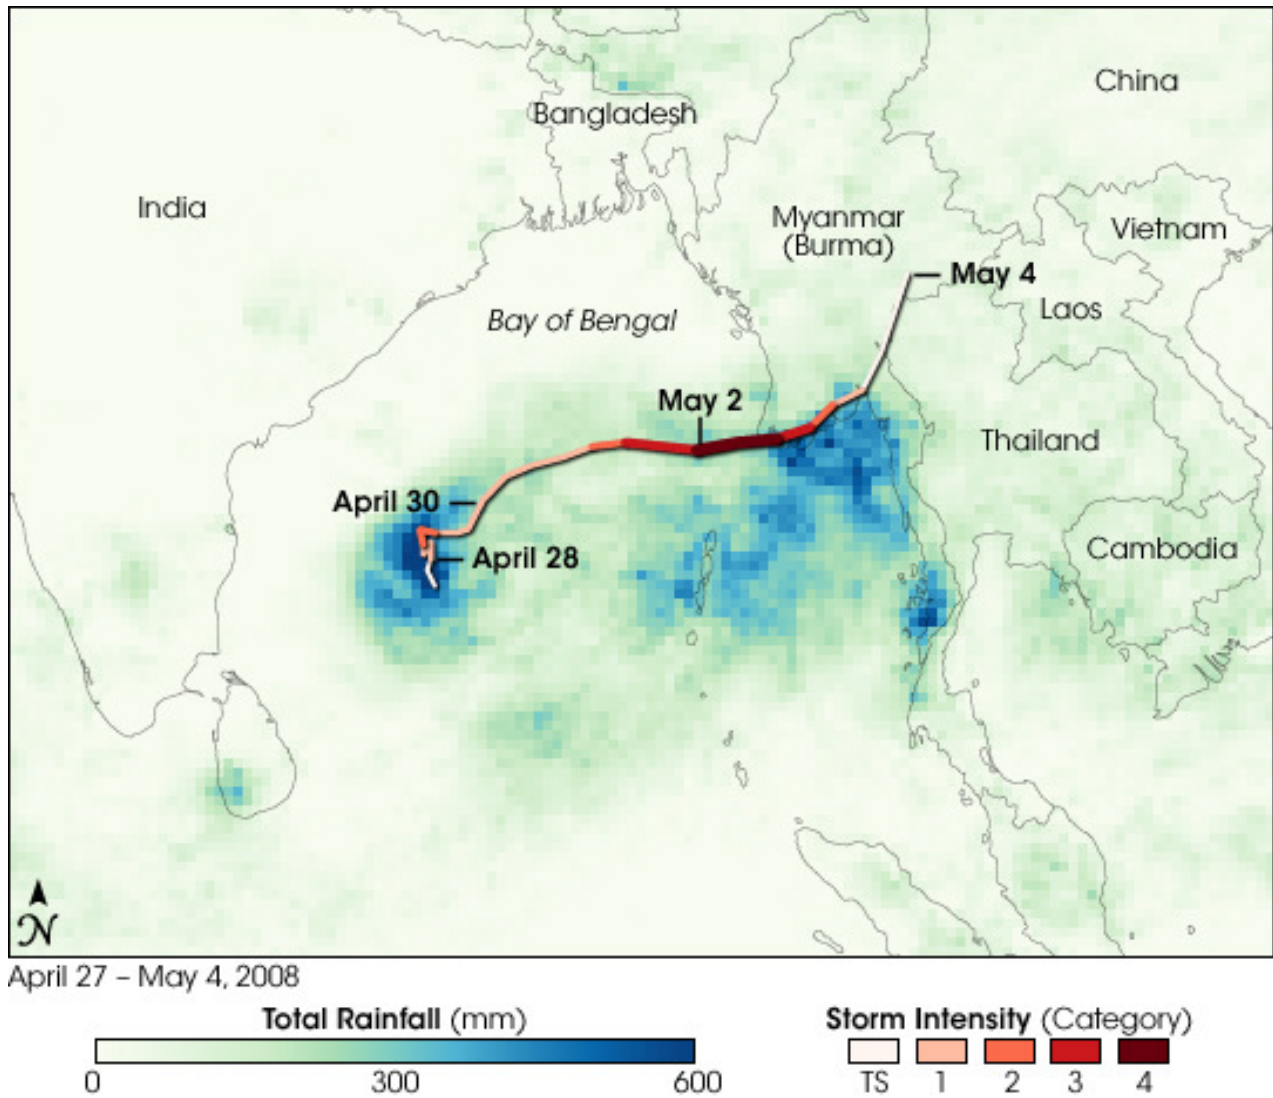 China
Bangladesh
India
Myanmar
(Burma)
Vietnam
May 4
Laos
Bay of Bengal
May 2
Thailand
April 30
April 28
Cambodia
N
April 27 – May 4, 2008
Total Rainfall (mm)
0 300 600
Storm Intensity (Category)
TS 1 2 3 4